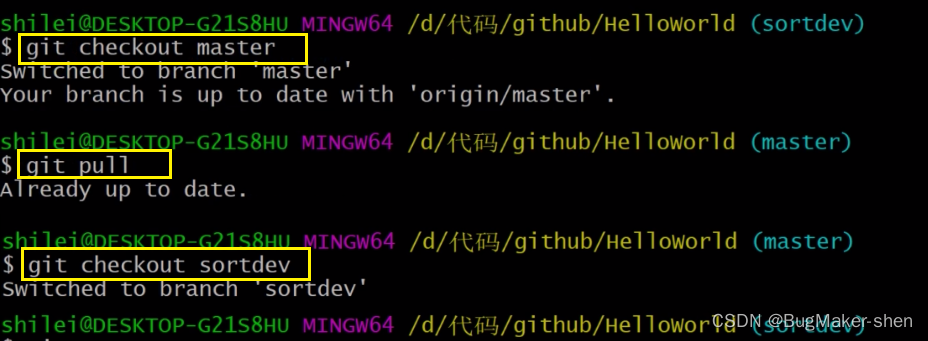 shilei@DESKTOP-G21S8HU MINGW64 /d/代码/github/HelloWorld (sortdev)
$ git checkout master
Switched to branch 'master'
Your branch is up to date with 'origin/master'.
shilei@DESKTOP-G21S8HU MINGW64 /d/代码/github/HelloWorld (master)
$ git pull
Already up to date.
shilei@DESKTOP-G21S8HU MINGW64 /d/代码/github/HelloWorld (master)
$ git checkout sortdev
Switched to branch 'sortdev'
shilei@DESKTOP-G21S8HU MINGW64 /d/代码/github/HelloWorld (sortdev)
CSDN @BugMaker-shen